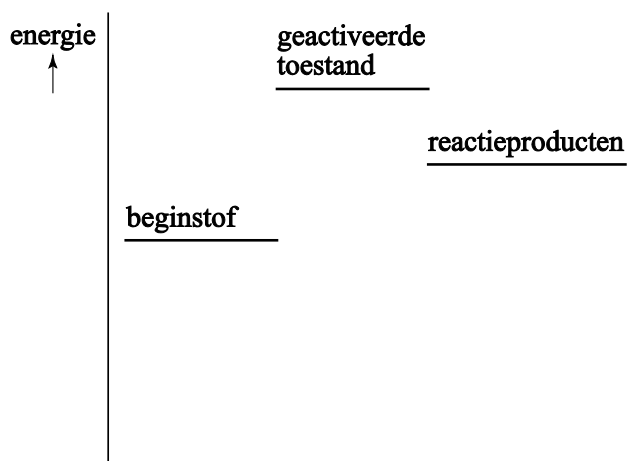 energie
geactiveerde
toestand
reactieproducten
beginstof